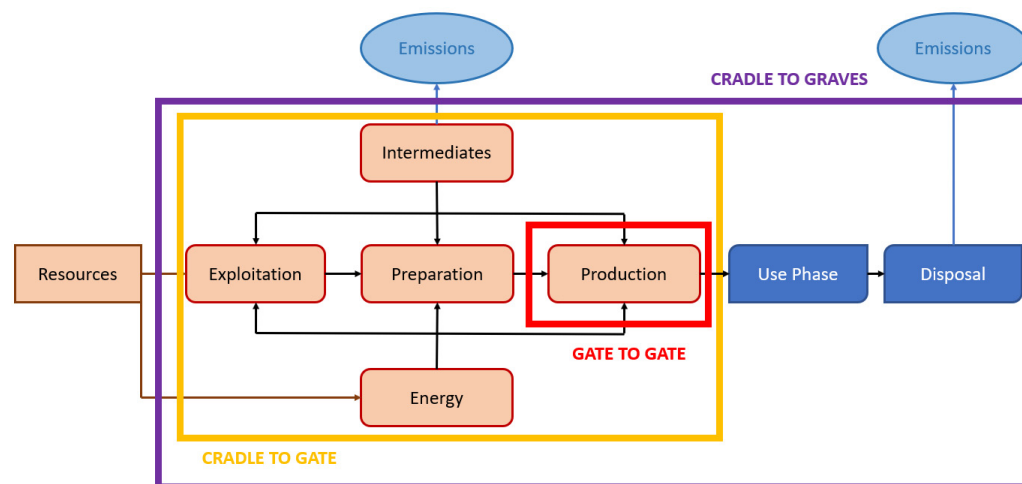 Emissions
Emissions
CRADLE TO GRAVES
Intermediates
Resources
Exploitation
Preparation
Production
Use Phase
Disposal
GATE TO GATE
Energy
CRADLE TO GATE